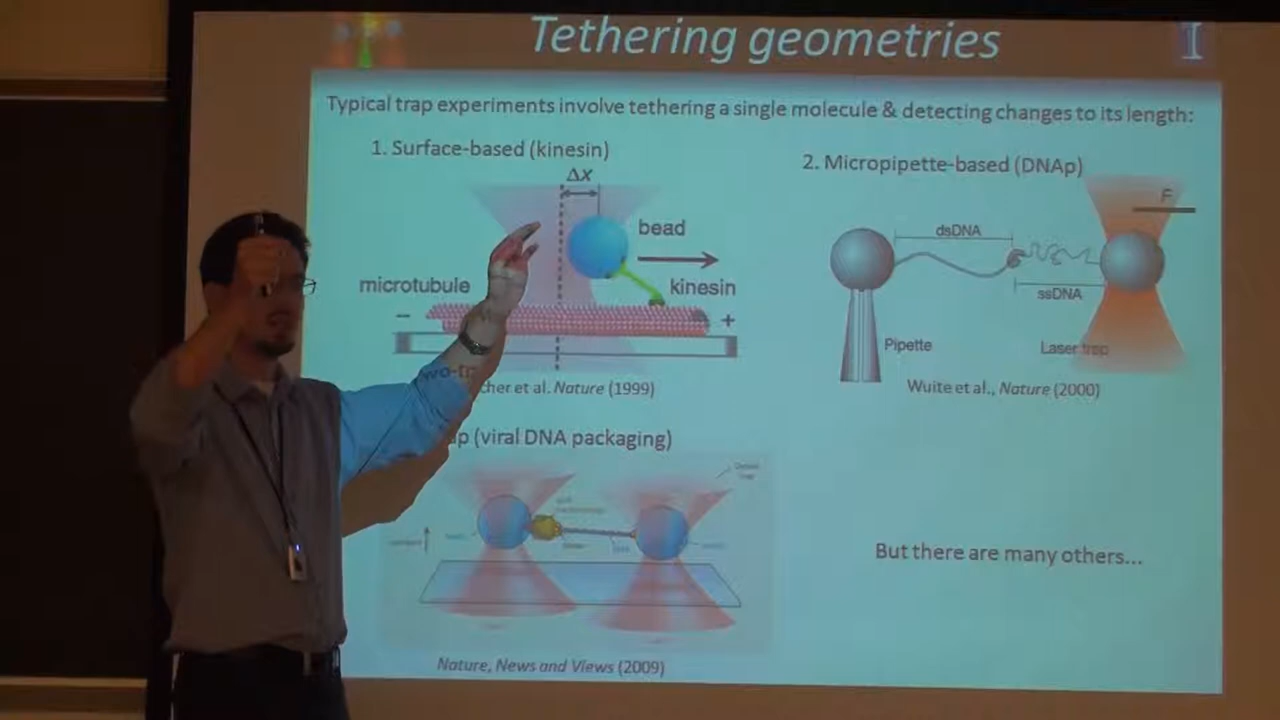 Tethering geometries
I
Typical trap experiments involve tethering a single molecule & detecting changes to its length:
1. Surface-based (kinesin)
2. Micropipette-based (DNAp)
Δx
F
bead
dsDNA
microtubule
kinesin
ssDNA
-
+
Pipette
Laser trap
cher et al. Nature (1999)
Wuite et al., Nature (2000)
ap (viral DNA packaging)
But there are many others...
Nature, News and Views (2009)